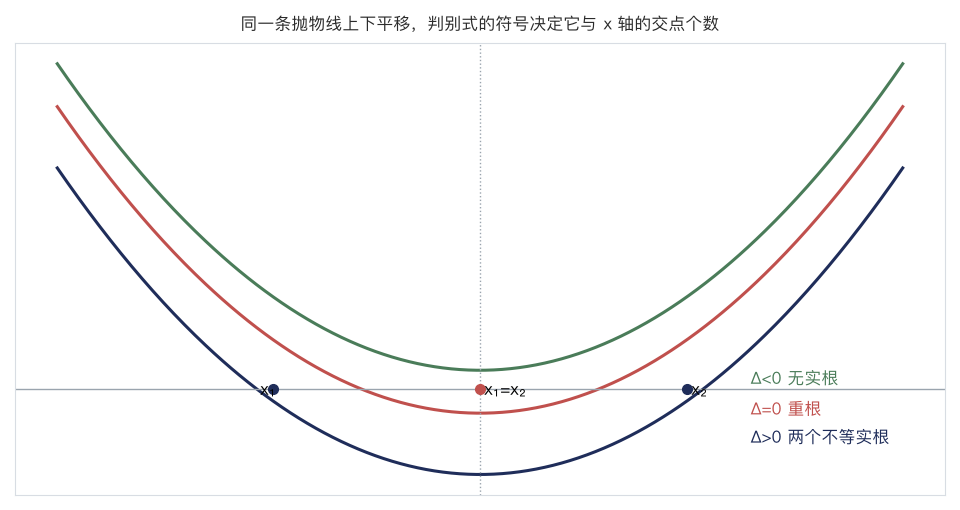 同一条抛物线上下平移，判别式的符号决定它与 x 轴的交点个数
Δ<0 无实根
x₁
x₁=x₂
x₂
Δ=0 重根
Δ>0 两个不等实根